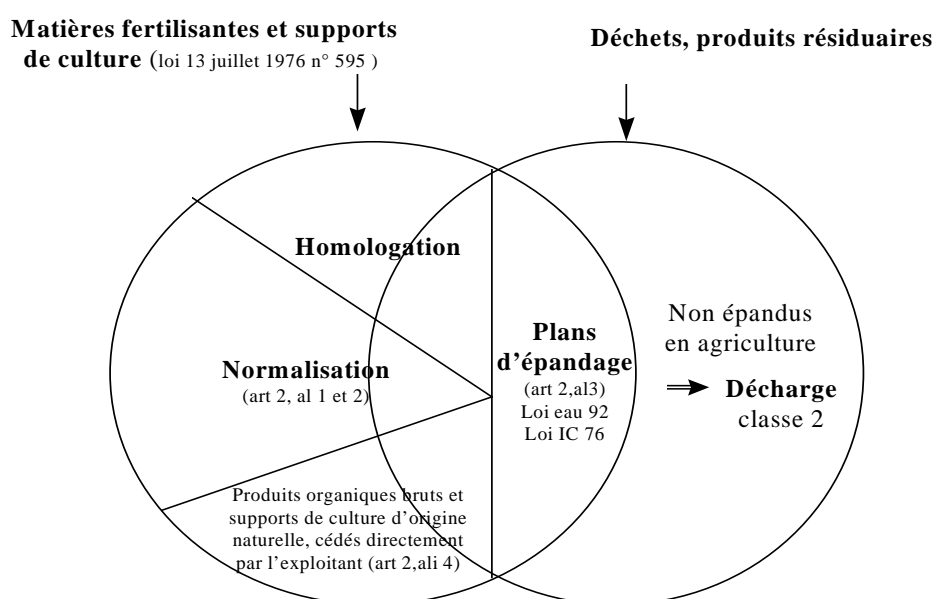 Matières fertilisantes et supports
de culture (loi 13 juillet 1976 n° 595 )
Déchets, produits résiduaires
Homologation
Normalisation
(art 2, al 1 et 2)
Plans
d'épandage
(art 2,al3)
Loi eau 92
Loi IC 76
Non épandus
en agriculture
Décharge
classe 2
Produits organiques bruts et
supports de culture d'origine
naturelle, cédés directement
par l'exploitant (art 2,ali 4)